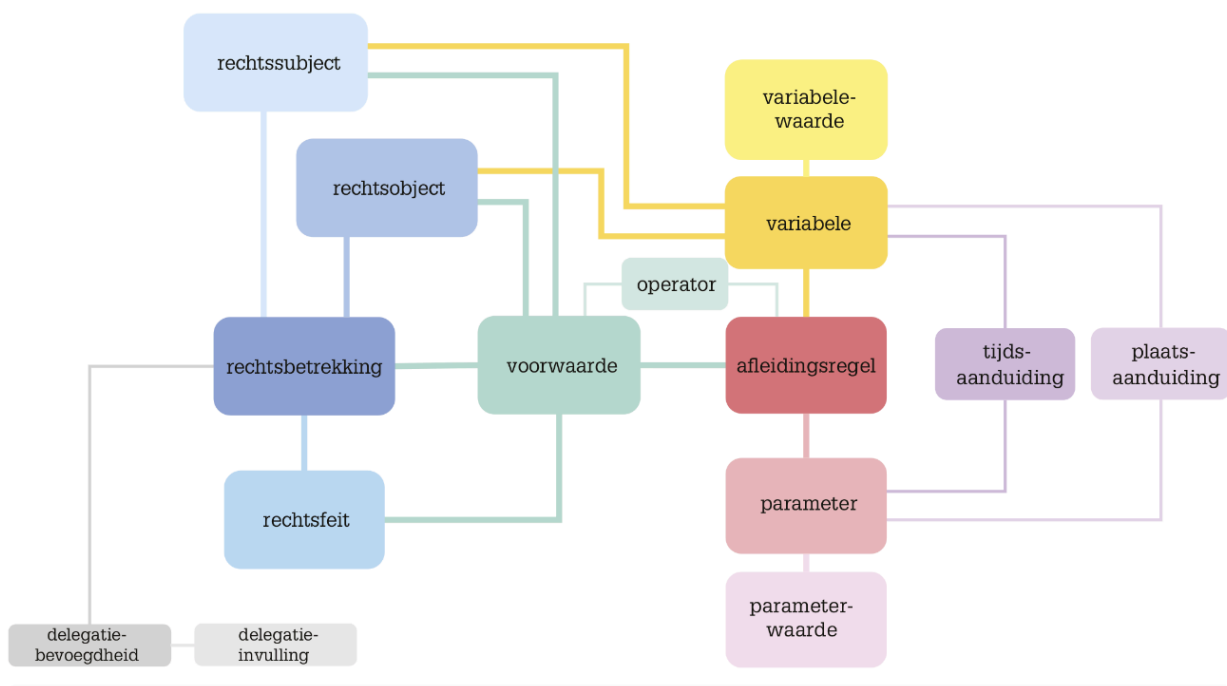 rechtssubject
variabele-
waarde
rechtsobject
variabele
operator
rechtsbetrekking
voorwaarde
afleidingsregel
tijds-
aanduiding
plaats-
aanduiding
rechtsfeit
parameter
parameter-
waarde
delegatie-
bevoegdheid
delegatie-
invulling